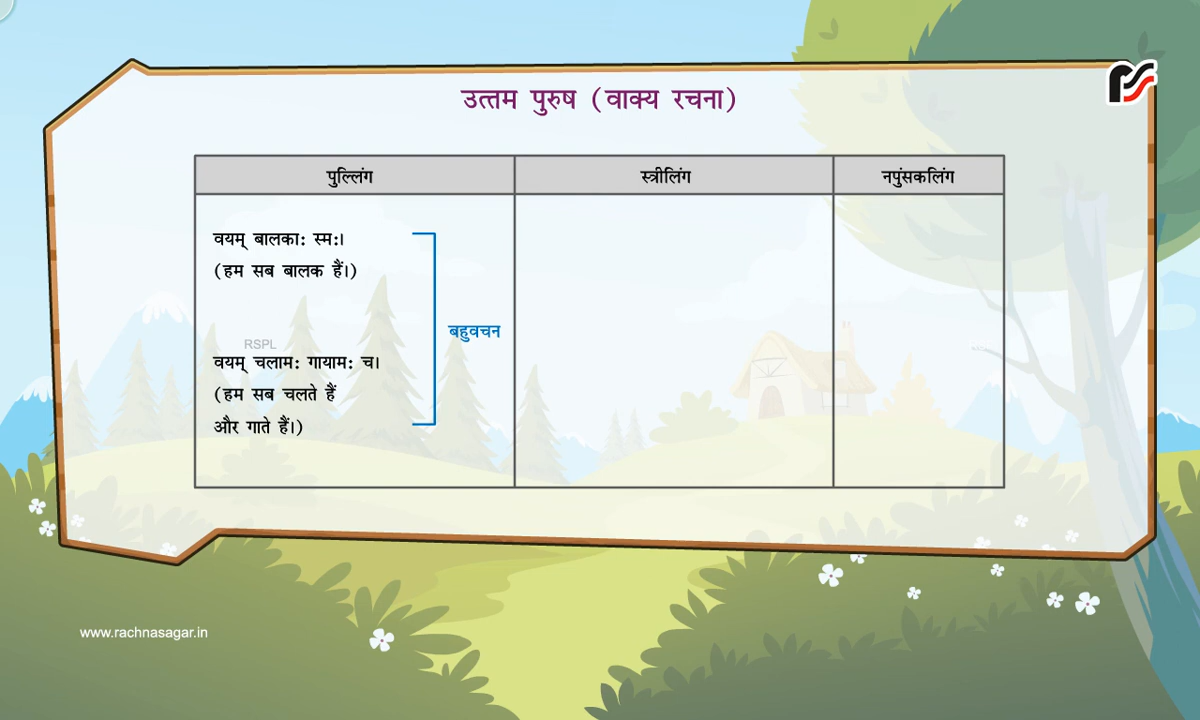 उत्तम पुरुष (वाक्य रचना)
पुल्लिंग
स्त्रीलिंग
नपुंसकलिंग
वयम् बालकाः स्मः।
(हम सब बालक हैं।)
बहुवचन
RSPL
वयम् चलामः गायामः च।
(हम सब चलते हैं
और गाते हैं।)
www.rachnasagar.in